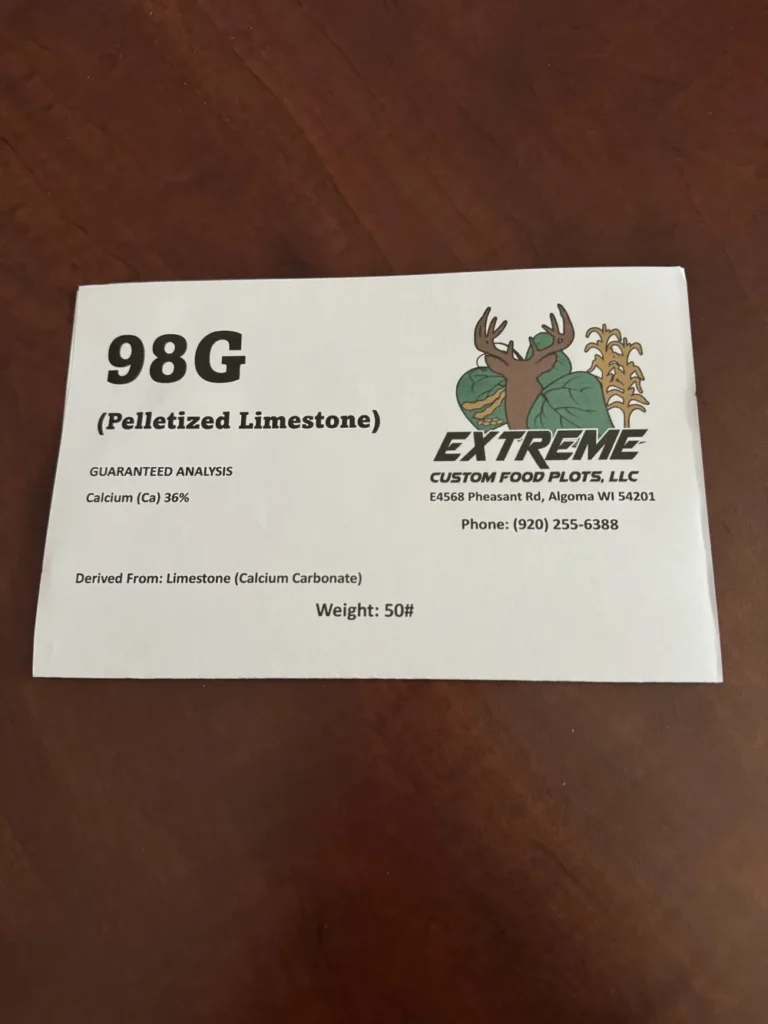 98G
(Pelletized Limestone)
GUARANTEED ANALYSIS
Calcium (Ca) 36%
Derived From: Limestone (Calcium Carbonate)
Weight: 50#
EXTREME
CUSTOM FOOD PLOTS, LLC
E4568 Pheasant Rd, Algoma WI 54201
Phone: (920) 255-6388